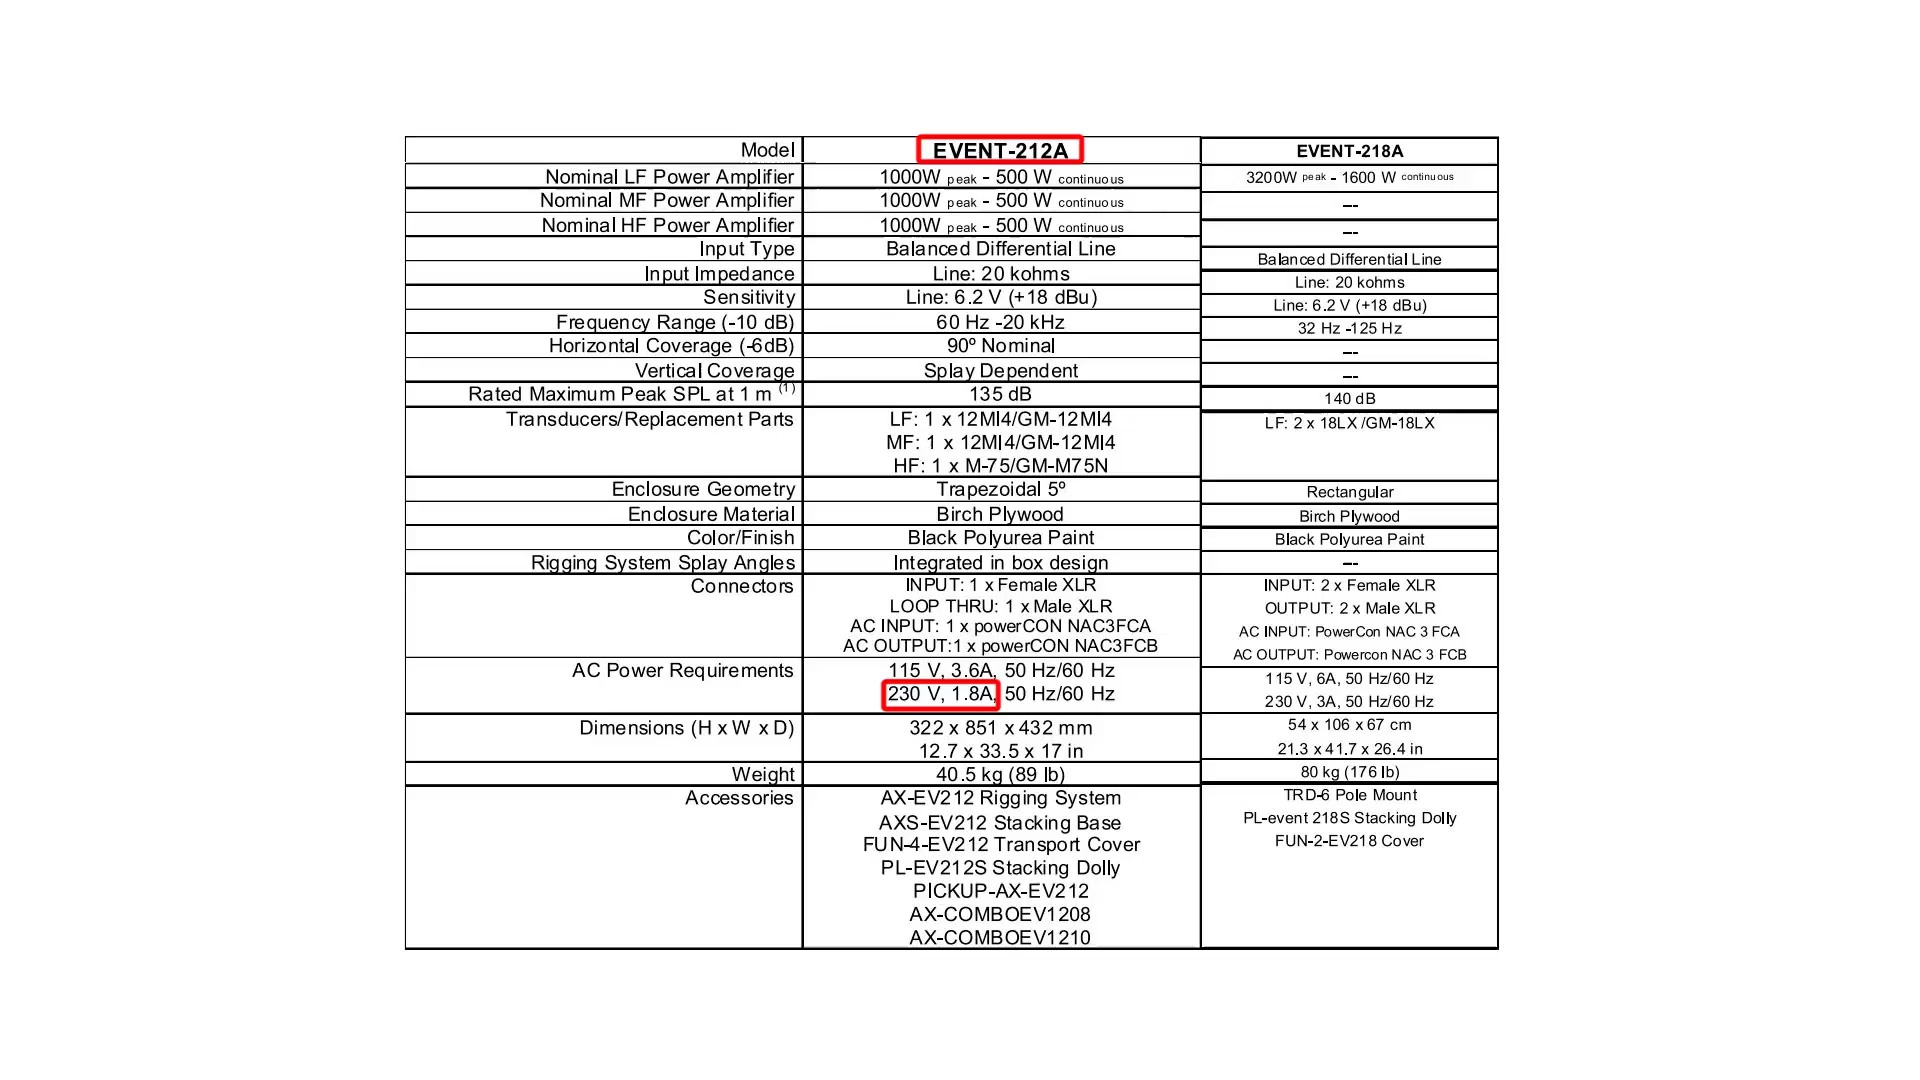 Model EVENT-212A EVENT-218A
Nominal LF Power Amplifier 1000W peak - 500 W continuous 3200W peak - 1600 W continuous
Nominal MF Power Amplifier 1000W peak - 500 W continuous ---
Nominal HF Power Amplifier 1000W peak - 500 W continuous ---
Input Type Balanced Differential Line Balanced Differential Line
Input Impedance Line: 20 kohms Line: 20 kohms
Sensitivity Line: 6.2 V (+18 dBu) Line: 6.2 V (+18 dBu)
Frequency Range (-10 dB) 60 Hz -20 kHz 32 Hz -125 Hz
Horizontal Coverage (-6dB) 90º Nominal ---
Vertical Coverage Splay Dependent ---
Rated Maximum Peak SPL at 1 m (1) 135 dB 140 dB
Transducers/Replacement Parts LF: 1 x 12MI4/GM-12MI4 LF: 2 x 18LX /GM-18LX
MF: 1 x 12MI4/GM-12MI4
HF: 1 x M-75/GM-M75N
Enclosure Geometry Trapezoidal 5º Rectangular
Enclosure Material Birch Plywood Birch Plywood
Color/Finish Black Polyurea Paint Black Polyurea Paint
Rigging System Splay Angles Integrated in box design ---
Connectors INPUT: 1 x Female XLR INPUT: 2 x Female XLR
LOOP THRU: 1 x Male XLR OUTPUT: 2 x Male XLR
AC INPUT: 1 x powerCON NAC3FCA AC INPUT: PowerCon NAC 3 FCA
AC OUTPUT:1 x powerCON NAC3FCB AC OUTPUT: Powercon NAC 3 FCB
AC Power Requirements 115 V, 3.6A, 50 Hz/60 Hz 115 V, 6A, 50 Hz/60 Hz
230 V, 1.8A, 50 Hz/60 Hz 230 V, 3A, 50 Hz/60 Hz
Dimensions (H x W x D) 322 x 851 x 432 mm 54 x 106 x 67 cm
12.7 x 33.5 x 17 in 21.3 x 41.7 x 26.4 in
Weight 40.5 kg (89 lb) 80 kg (176 lb)
Accessories AX-EV212 Rigging System TRD-6 Pole Mount
AXS-EV212 Stacking Base PL-event 218S Stacking Dolly
FUN-4-EV212 Transport Cover FUN-2-EV218 Cover
PL-EV212S Stacking Dolly
PICKUP-AX-EV212
AX-COMBOEV1208
AX-COMBOEV1210